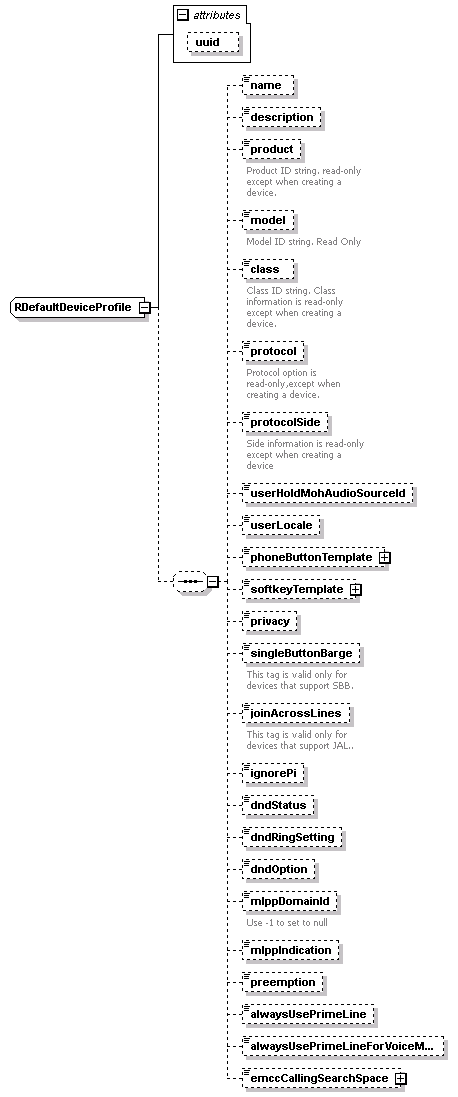 attributes
uuid
name
description
product
Product ID string. read-only
except when creating a
device.
model
Model ID string. Read Only
class
Class ID string. Class
information is read-only
except when creating a
device.
RDefaultDeviceProfile
protocol
Protocol option is
read-only,except when
creating a device.
protocolSide
Side information is read-only
except when creating a
device
userHoldMohAudioSourceId
userLocale
phoneButtonTemplate
softkeyTemplate
privacy
singleButtonBarge
This tag is valid only for
devices that support SBB.
joinAcrossLines
This tag is valid only for
devices that support JAL..
ignorePi
dndStatus
dndRingSetting
dndOption
mlppDomainId
Use -1 to set to null
mlppIndication
preemption
alwaysUsePrimeLine
alwaysUsePrimeLineForVoiceM...
emccCallingSearchSpace